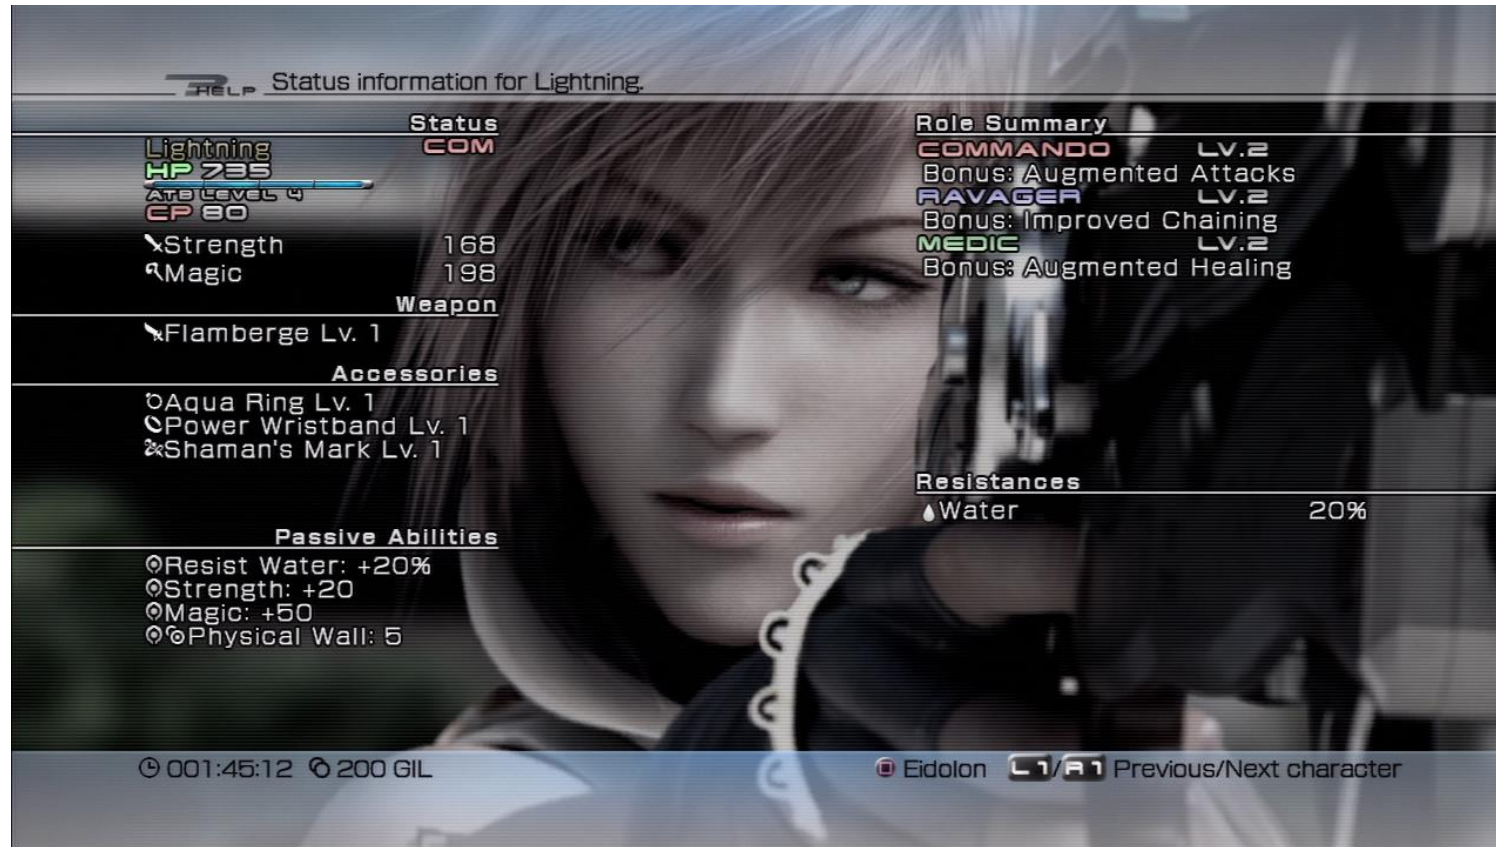 HELP Status information for Lightning.
Status
Lightning COM
HP 735
ATB LEVEL 4
CP 80
Strength 168
Magic 198
Weapon
Flamberge Lv. 1
Accessories
Aqua Ring Lv. 1
Power Wristband Lv. 1
Shaman's Mark Lv. 1
Passive Abilities
Resist Water: +20%
Strength: +20
Magic: +50
Physical Wall: 5
Role Summary
COMMANDO LV.2
Bonus: Augmented Attacks
RAVAGER LV.2
Bonus: Improved Chaining
MEDIC LV.2
Bonus: Augmented Healing
Resistances
Water 20%
001:45:12 200 GIL
Eidolon L1/R1 Previous/Next character